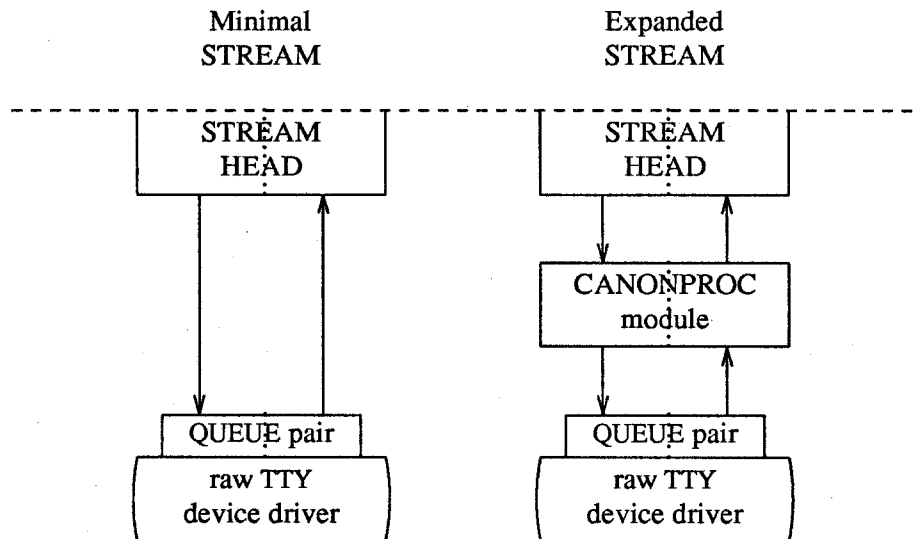 Minimal
STREAM
Expanded
STREAM
STREAM
HEAD
STREAM
HEAD
CANONPROC
module
QUEUE pair
QUEUE pair
raw TTY
device driver
raw TTY
device driver